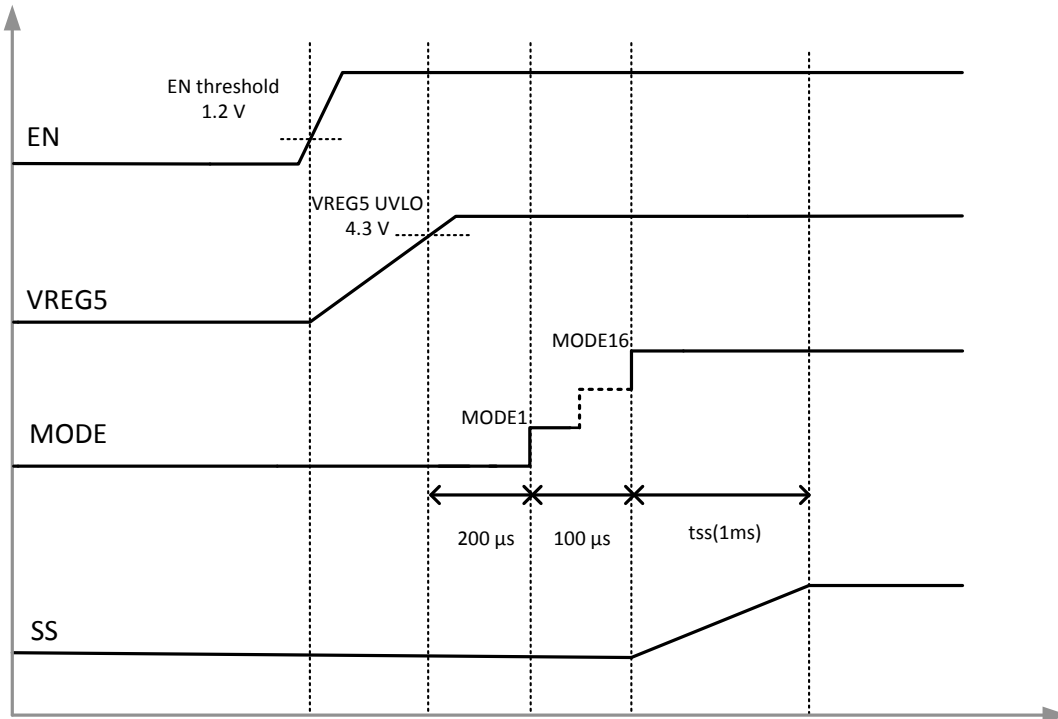 EN threshold
1.2 V
EN
VREG5 UVLO
4.3 V
VREG5
MODE16
MODE1
MODE
200 µs
100 µs
tss(1ms)
SS